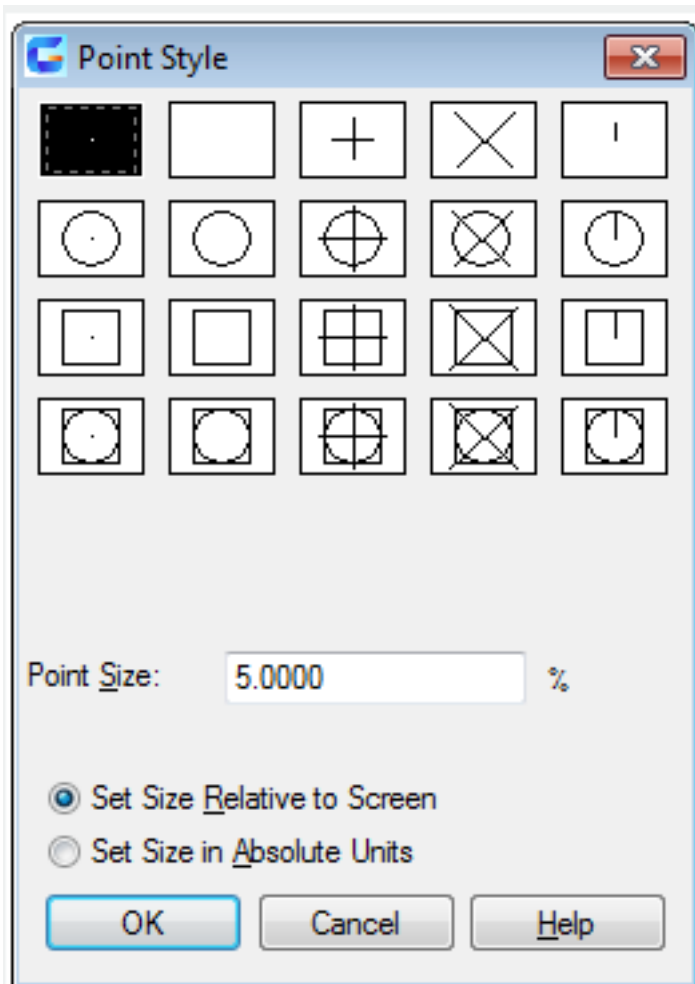 Point Style
Point Size: 5.0000 %
Set Size Relative to Screen
Set Size in Absolute Units
OK Cancel Help